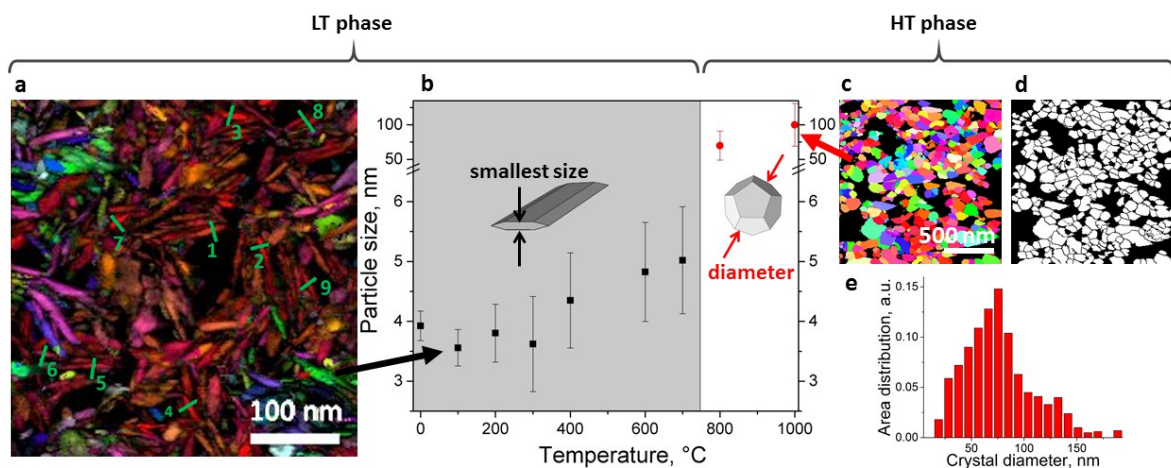 LT phase
HT phase
a
b
c
d
3
8
7
1
2
9
6
5
4
100 nm
Particle size, nm
100
50
6
5
4
3
smallest size
diameter
100
50
6
5
4
3
0 200 400 600 800 1000
Temperature, °C
500 nm
e
Area distribution, a.u.
0.15
0.10
0.05
0.00
50 100 150
Crystal diameter, nm